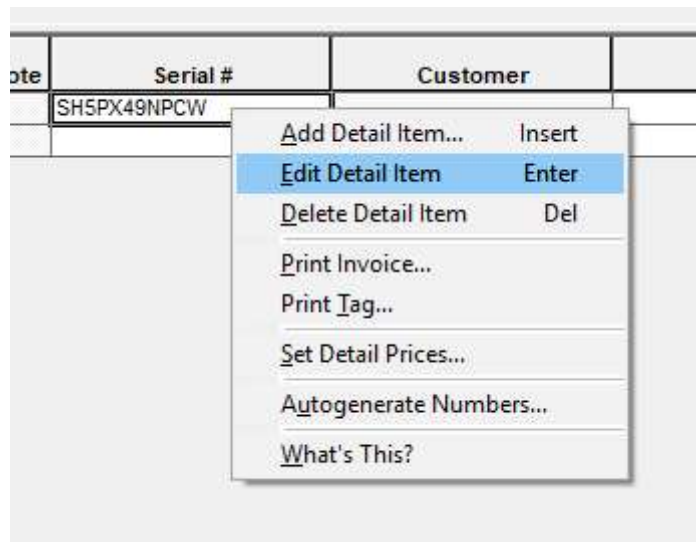 ote Serial # Customer
SH5PX49NPCW
Add Detail Item... Insert
Edit Detail Item Enter
Delete Detail Item Del
Print Invoice...
Print Tag...
Set Detail Prices...
Autogenerate Numbers...
What's This?